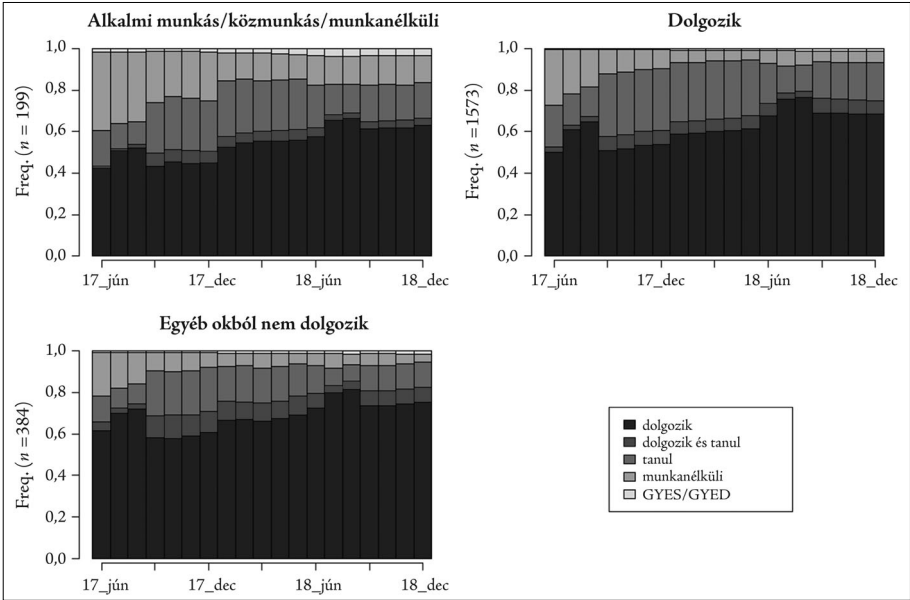 Alkalmi munkás/közmunkás/munkanélküli
Freq. (n = 199)
1,0
0,8
0,6
0,4
0,2
0,0
17_jún
17_dec
18_jún
18_dec
Dolgozik
Freq. (n =1573)
1,0
0,8
0,6
0,4
0,2
0,0
17_jún
17_dec
18_jún
18_dec
Egyéb okból nem dolgozik
Freq. (n =384)
1,0
0,8
0,6
0,4
0,2
0,0
17_jún
17_dec
18_jún
18_dec
dolgozik
dolgozik és tanul
tanul
munkanélküli
GYES/GYED